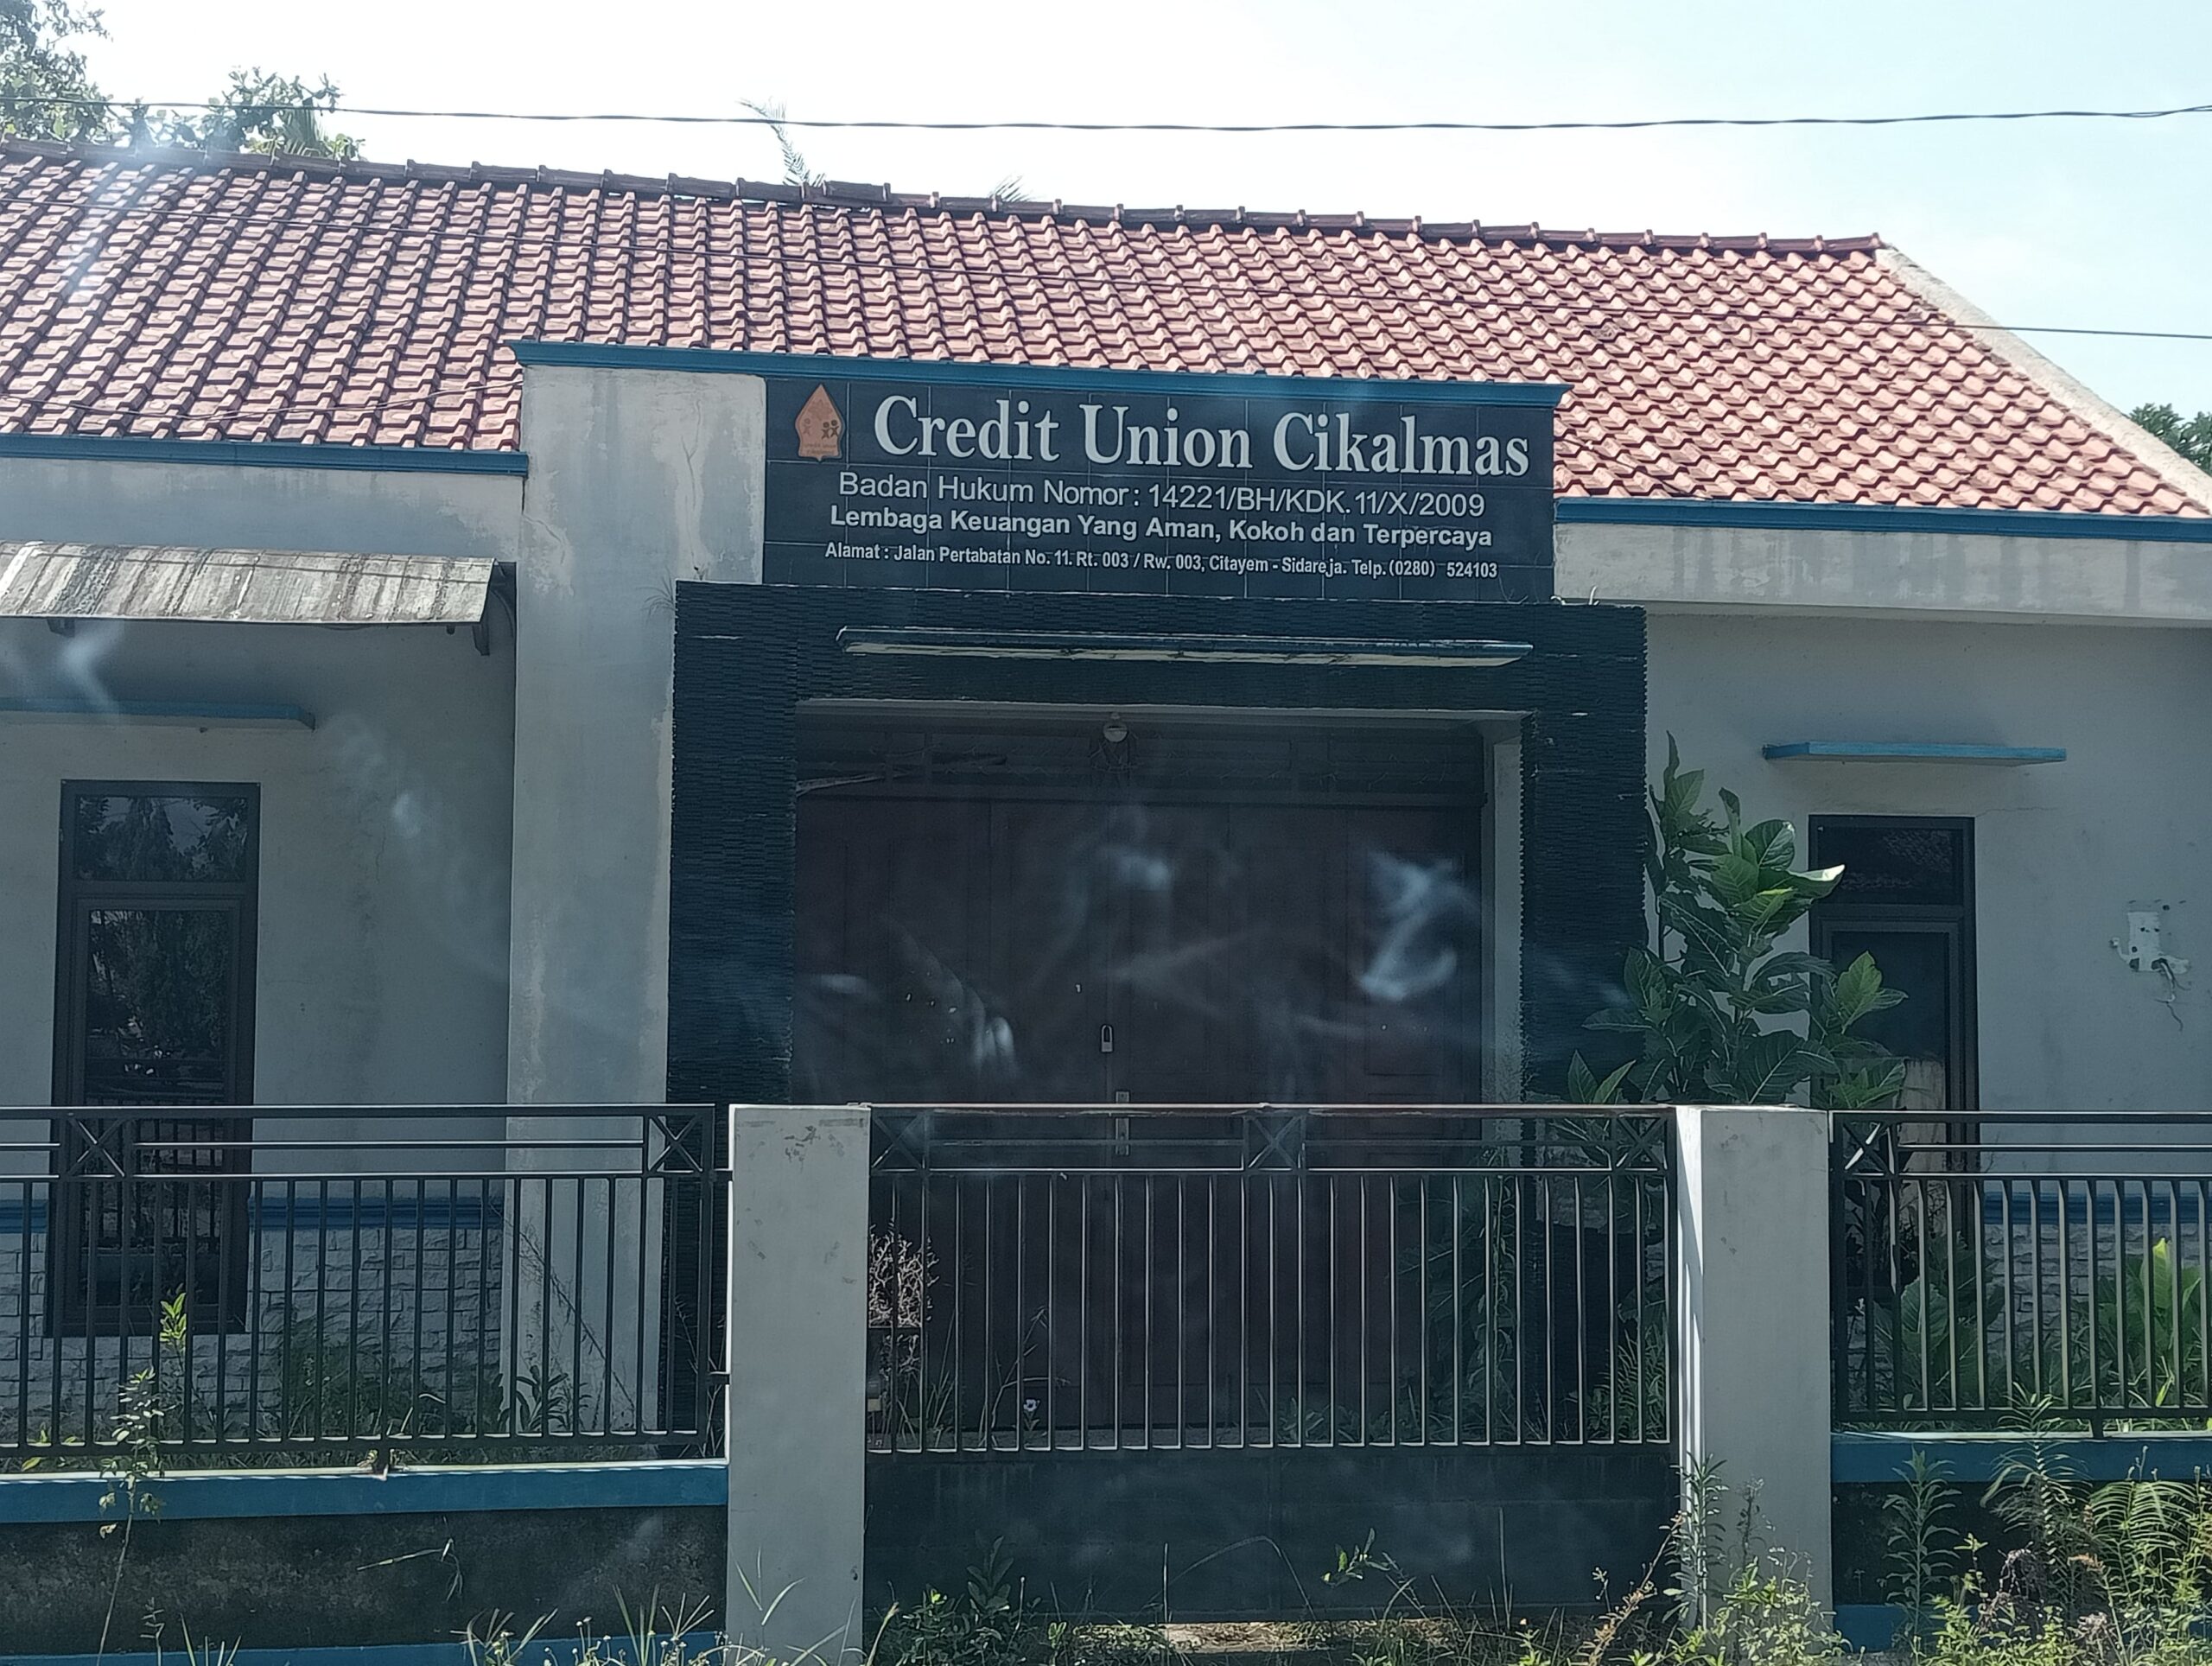 Credit Union Cikalmas
Badan Hukum Nomor : 14221/BH/KDK.11/X/2009
Lembaga Keuangan Yang Aman, Kokoh dan Terpercaya
Alamat : Jalan Pertabatan No. 11. Rt. 003 / Rw. 003, Citayem - Sidareja. Telp. (0280) 524103